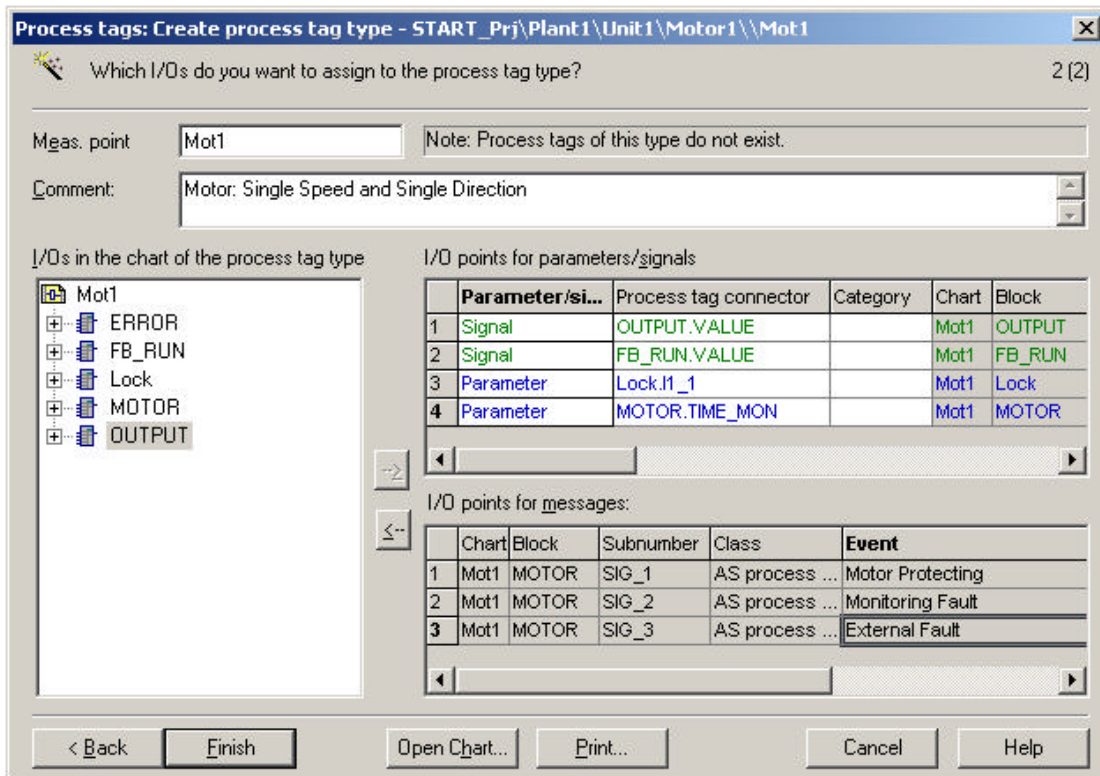 Process tags: Create process tag type - START_Prj\Plant1\Unit1\Motor1\\Mot1
Which I/Os do you want to assign to the process tag type? 2 (2)
Meas. point Mot1 Note: Process tags of this type do not exist.
Comment: Motor: Single Speed and Single Direction
I/Os in the chart of the process tag type
Mot1
ERROR
FB_RUN
Lock
MOTOR
OUTPUT
-->
<--
I/O points for parameters/signals
Parameter/si... Process tag connector Category Chart Block
1 Signal OUTPUT.VALUE Mot1 OUTPUT
2 Signal FB_RUN.VALUE Mot1 FB_RUN
3 Parameter Lock.I1_1 Mot1 Lock
4 Parameter MOTOR.TIME_MON Mot1 MOTOR
I/O points for messages:
Chart Block Subnumber Class Event
1 Mot1 MOTOR SIG_1 AS process ... Motor Protecting
2 Mot1 MOTOR SIG_2 AS process ... Monitoring Fault
3 Mot1 MOTOR SIG_3 AS process ... External Fault
< Back Finish Open Chart... Print... Cancel Help